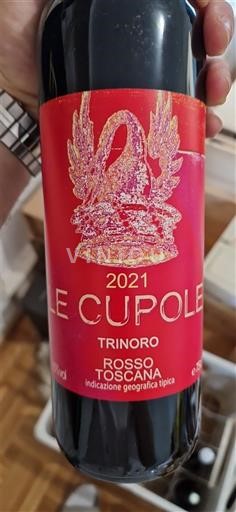 2021
LE CUPOLE
TRINORO
ROSSO
TOSCANA
indicazione geografica tipica